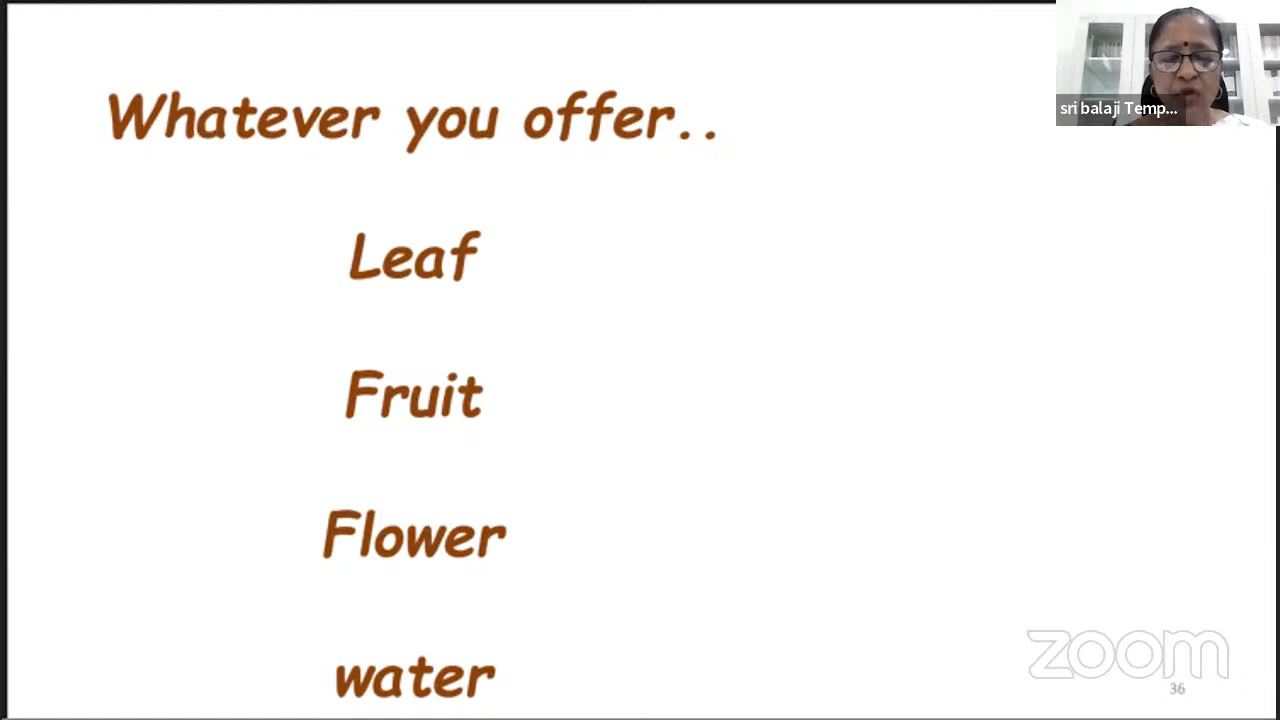 sri balaji Temp...
Whatever you offer..
Leaf
Fruit
Flower
water
zoom
36